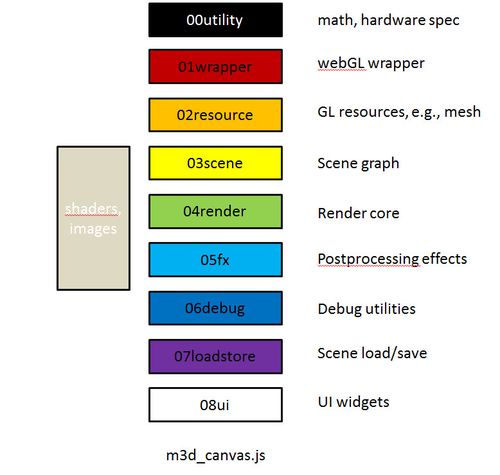 00utility math, hardware spec
01wrapper webGL wrapper
02resource GL resources, e.g., mesh
03scene Scene graph
shaders,
images
04render Render core
05fx Postprocessing effects
06debug Debug utilities
07loadstore Scene load/save
08ui UI widgets
m3d_canvas.js